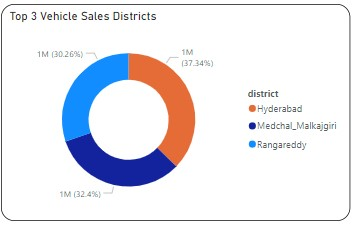 Top 3 Vehicle Sales Districts
1M (30.26%)
1M
(37.34%)
1M (32.4%)
district
Hyderabad
Medchal_Malkajgiri
Rangareddy